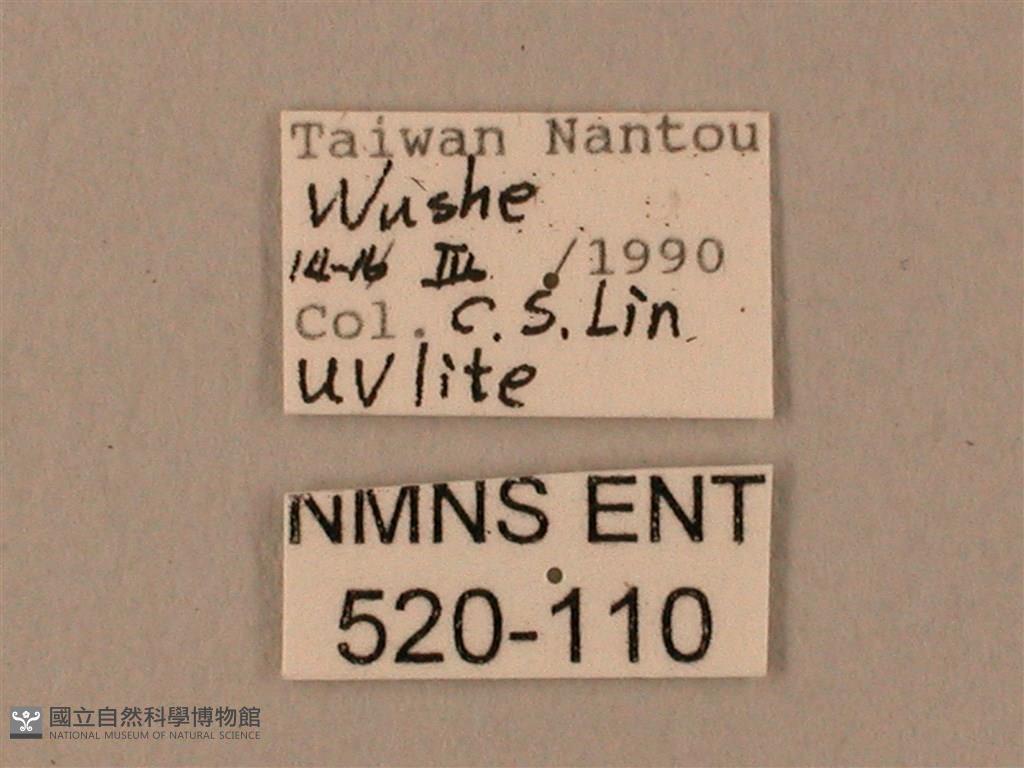 Taiwan Nantou
Wushe
14-16 III /1990
Col. C. S. Lin
UV lite
NMNS ENT
520-110
國立自然科學博物館
NATIONAL MUSEUM OF NATURAL SCIENCE